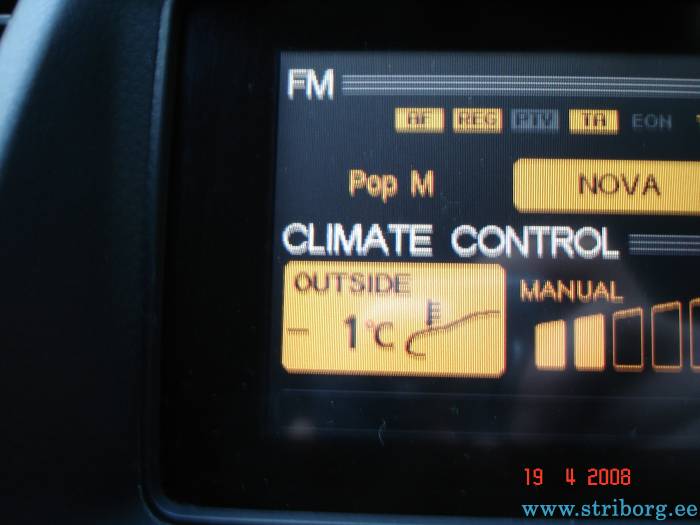 FM
AF REG PTY TA EON
Pop M NOVA
CLIMATE CONTROL
OUTSIDE
MANUAL
- 1°C
19 4 2008
www.striborg.ee